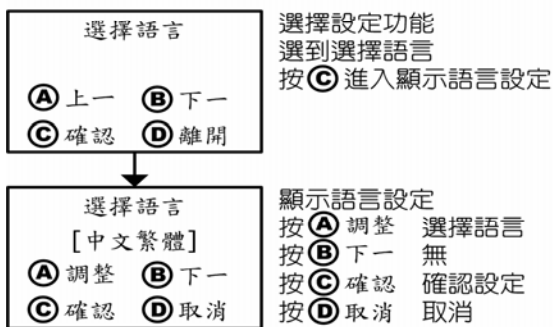 選擇語言
Ⓐ上一 Ⓑ下一
Ⓒ確認 Ⓓ離開
選擇設定功能
選到選擇語言
按Ⓒ進入顯示語言設定
選擇語言
[中文繁體]
Ⓐ調整 Ⓑ下一
Ⓒ確認 Ⓓ取消
顯示語言設定
按Ⓐ調整 選擇語言
按Ⓑ下一 無
按Ⓒ確認 確認設定
按Ⓓ取消 取消